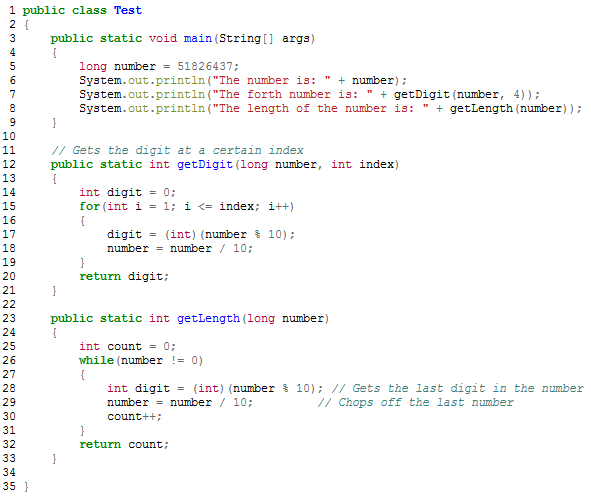 1 public class Test
2 {
3     public static void main(String[] args)
4     {
5         long number = 51826437;
6         System.out.println("The number is: " + number);
7         System.out.println("The forth number is: " + getDigit(number, 4));
8         System.out.println("The length of the number is: " + getLength(number));
9     }
10
11     // Gets the digit at a certain index
12     public static int getDigit(long number, int index)
13     {
14         int digit = 0;
15         for(int i = 1; i <= index; i++)
16         {
17             digit = (int)(number % 10);
18             number = number / 10;
19         }
20         return digit;
21     }
22
23     public static int getLength(long number)
24     {
25         int count = 0;
26         while(number != 0)
27         {
28             int digit = (int)(number % 10); // Gets the last digit in the number
29             number = number / 10;         // Chops off the last number
30             count++;
31         }
32         return count;
33     }
34
35 }